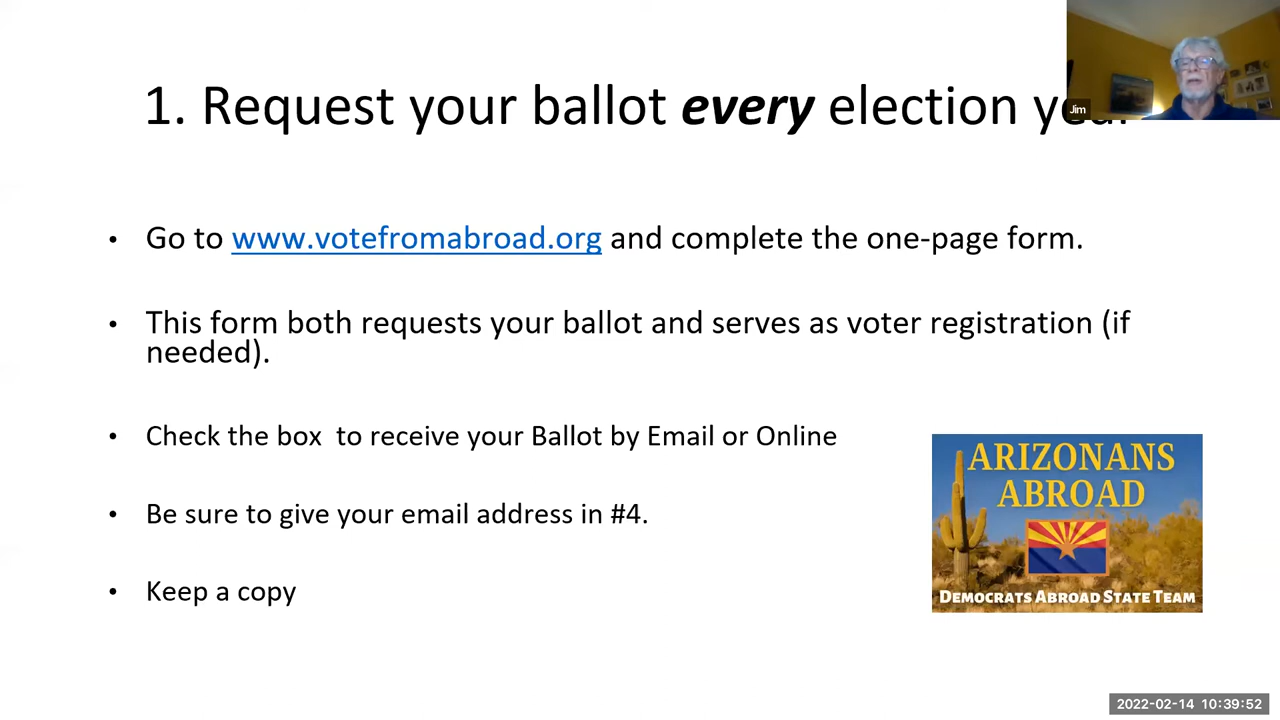 1. Request your ballot every election
Jim
• Go to www.votefromabroad.org and complete the one-page form.
• This form both requests your ballot and serves as voter registration (if
needed).
• Check the box  to receive your Ballot by Email or Online
• Be sure to give your email address in #4.
• Keep a copy
ARIZONANS
ABROAD
DEMOCRATS ABROAD STATE TEAM
2022-02-14 10:39:52